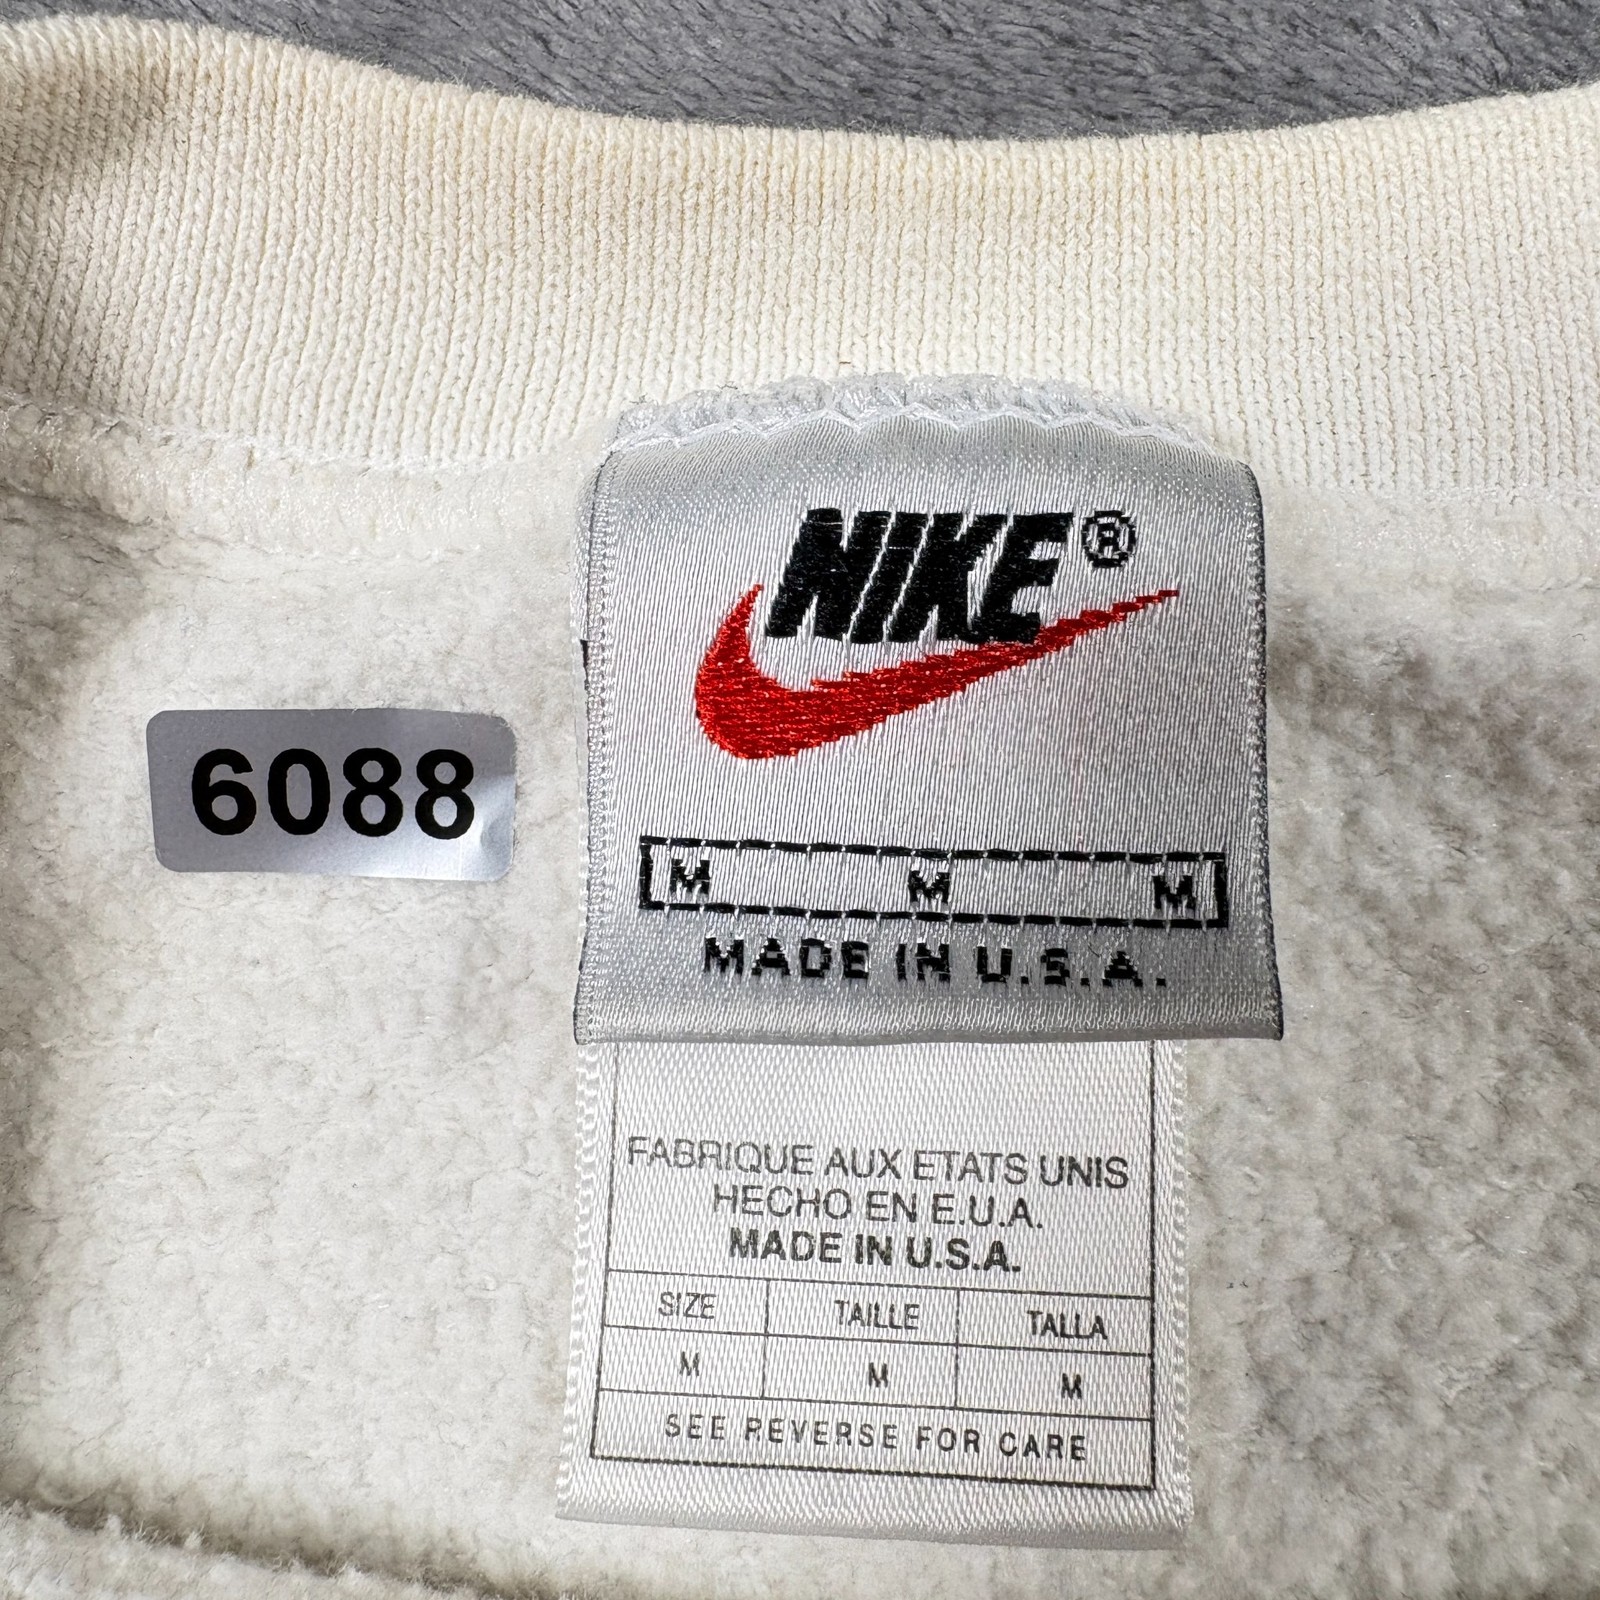 NIKE®
6088
M M M
MADE IN U.S.A.
FABRIQUE AUX ETATS UNIS
HECHO EN E.U.A.
MADE IN U.S.A.
SIZE TAILLE TALLA
M M M
SEE REVERSE FOR CARE